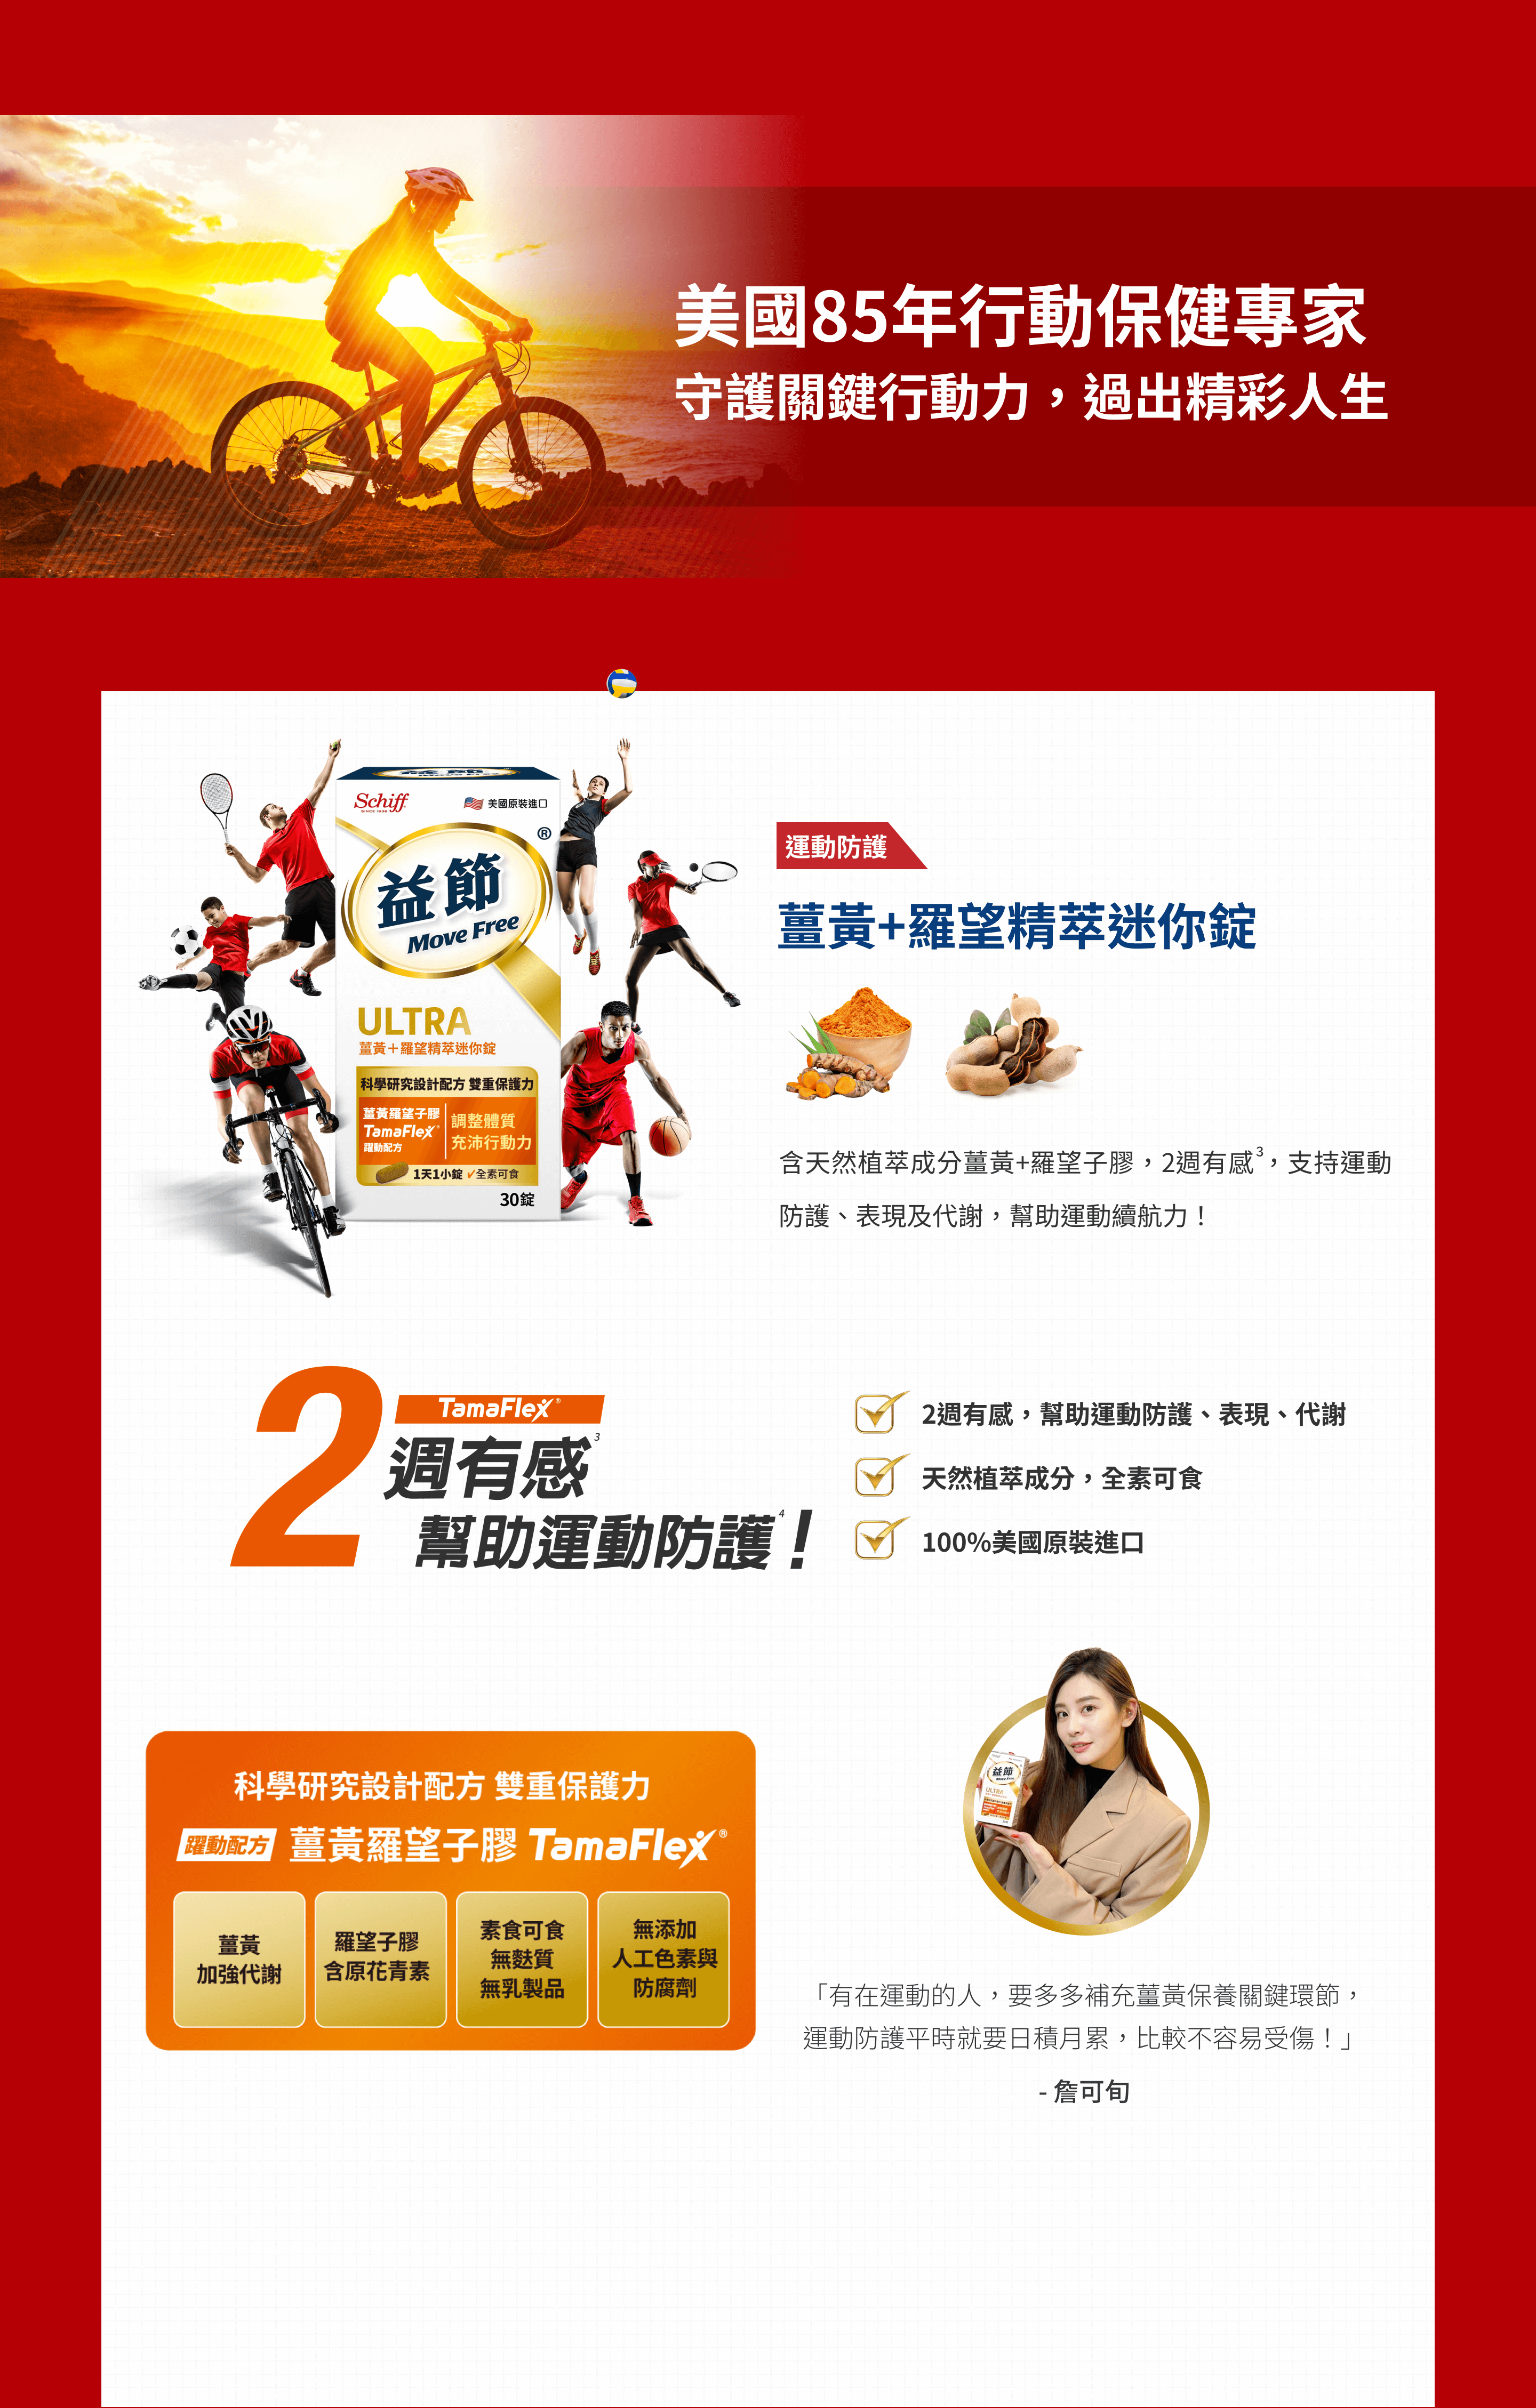 美國85年行動保健專家
守護關鍵行動力，過出精彩人生
Schiff
SINCE 1936
美國原裝進口
®
益節
Move Free
ULTRA
薑黃＋羅望精萃迷你錠
科學研究設計配方 雙重保護力
薑黃羅望子膠
TamaFlex®
躍動配方
調整體質
充沛行動力
1天1小錠 ✓全素可食
30錠
運動防護
薑黃+羅望精萃迷你錠
含天然植萃成分薑黃+羅望子膠，2週有感3，支持運動
防護、表現及代謝，幫助運動續航力！
TamaFlex®
2週有感3
幫助運動防護4！
2週有感，幫助運動防護、表現、代謝
天然植萃成分，全素可食
100%美國原裝進口
科學研究設計配方 雙重保護力
躍動配方 薑黃羅望子膠 TamaFlex®
薑黃
加強代謝
羅望子膠
含原花青素
素食可食
無麩質
無乳製品
無添加
人工色素與
防腐劑
益節
Move Free
ULTRA
「有在運動的人，要多多補充薑黃保養關鍵環節，
運動防護平時就要日積月累，比較不容易受傷！」
- 詹可旬